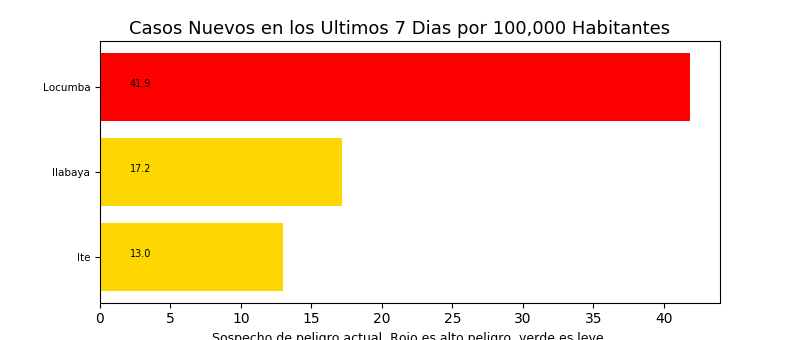 Casos Nuevos en los Ultimos 7 Dias por 100,000 Habitantes
Locumba
41.9
Ilabaya
17.2
Ite
13.0
0 5 10 15 20 25 30 35 40
Sospecho de peligro actual. Rojo es alto peligro, verde es leve